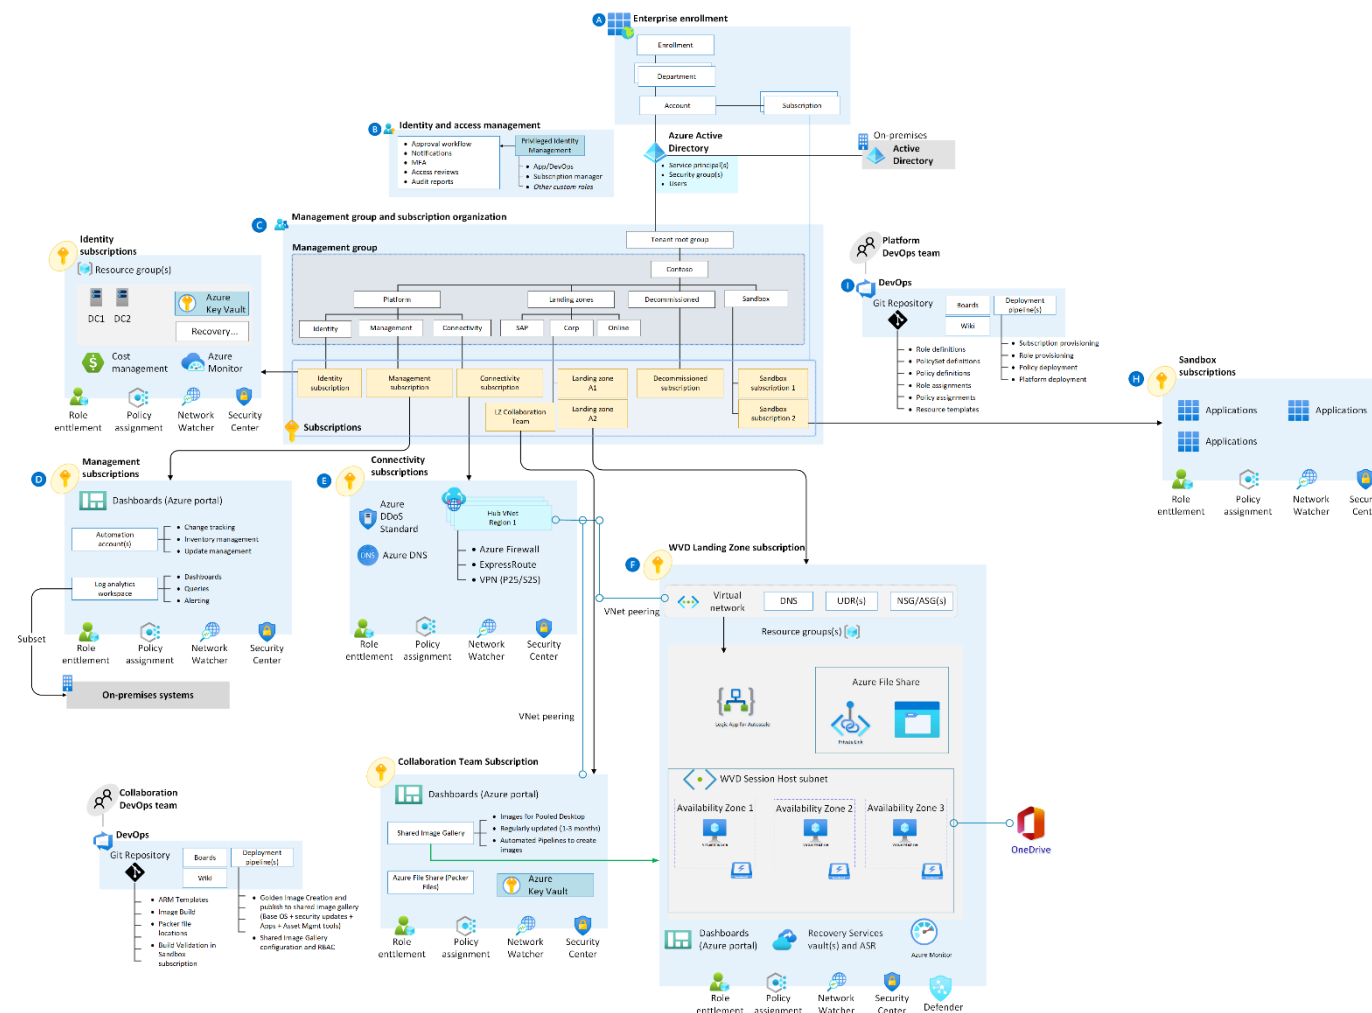 A
Enterprise enrollment
Enrollment
Department
Account
Subscription
B
Identity and access management
Approval workflow
Notifications
MFA
Access reviews
Audit reports
Privileged Identity
Management
App/DevOps
Subscription manager
Other custom roles
Azure Active
Directory
Service principal(s)
Security group(s)
Users
On-premises
Active
Directory
C
Management group and subscription organization
Management group
Tenant root group
Contoso
Platform
Landing zones
Decommissioned
Sandbox
Identity
Management
Connectivity
SAP
Corp
Online
Identity
subscription
Management
subscription
Connectivity
subscription
Landing zone
A1
Decommissioned
subscription
Sandbox
subscription 1
LZ Collaboration
Team
Landing zone
A2
Sandbox
subscription 2
Subscriptions
Identity
subscriptions
Resource group(s)
DC1
DC2
Azure
Key Vault
Recovery...
Cost
management
Azure
Monitor
Role
entitlement
Policy
assignment
Network
Watcher
Security
Center
Platform
DevOps team
I
DevOps
Git Repository
Boards
Wiki
Deployment
pipeline(s)
Role definitions
PolicySet definitions
Policy definitions
Role assignments
Policy assignments
Resource templates
Subscription provisioning
Role provisioning
Policy deployment
Platform deployment
H
Sandbox
subscriptions
Applications
Applications
Applications
Role
entitlement
Policy
assignment
Network
Watcher
Secu
Cent
D
Management
subscriptions
Dashboards (Azure portal)
Automation
account(s)
Change tracking
Inventory management
Update management
Log analytics
workspace
Dashboards
Queries
Alerting
Subset
Role
enttlement
Policy
assignment
Network
Watcher
Security
Center
On-premises systems
E
Connectivity
subscriptions
Azure
DDoS
Standard
DNS
Azure DNS
Hub VNet
Region 1
Azure Firewall
ExpressRoute
VPN (P2S/S2S)
Role
enttlement
Policy
assignment
Network
Watcher
Security
Center
VNet peering
VNet peering
F
WVD Landing Zone subscription
Virtual
network
DNS
UDR(s)
NSG/ASG(s)
Resource groups(s)
Logic App for Autoscale
Azure File Share
Private Link
WVD Session Host subnet
Availability Zone 1
Availability Zone 2
Availability Zone 3
OneDrive
Dashboards
(Azure portal)
Recovery Services
vault(s) and ASR
Azure Monitor
Role
enttlement
Policy
assignment
Network
Watcher
Security
Center
Defender
Collaboration Team Subscription
Dashboards (Azure portal)
Shared Image Gallery
Images for Pooled Desktop
Regularly updated (1-3 months)
Automated Pipelines to create
images
Azure File Share (Packer
Files)
Azure
Key Vault
Role
enttlement
Policy
assignment
Network
Watcher
Security
Center
Collaboration
DevOps team
DevOps
Git Repository
Boards
Wiki
Deployment
pipeline(s)
ARM Templates
Image Build
Packer file
locations
Build Validation in
Sandbox
subscription
Golden Image Creation and
publish to shared image gallery
(Base OS + security updates +
Apps + Asset Mgmt tools)
Shared Image Gallery
configuration and RBAC